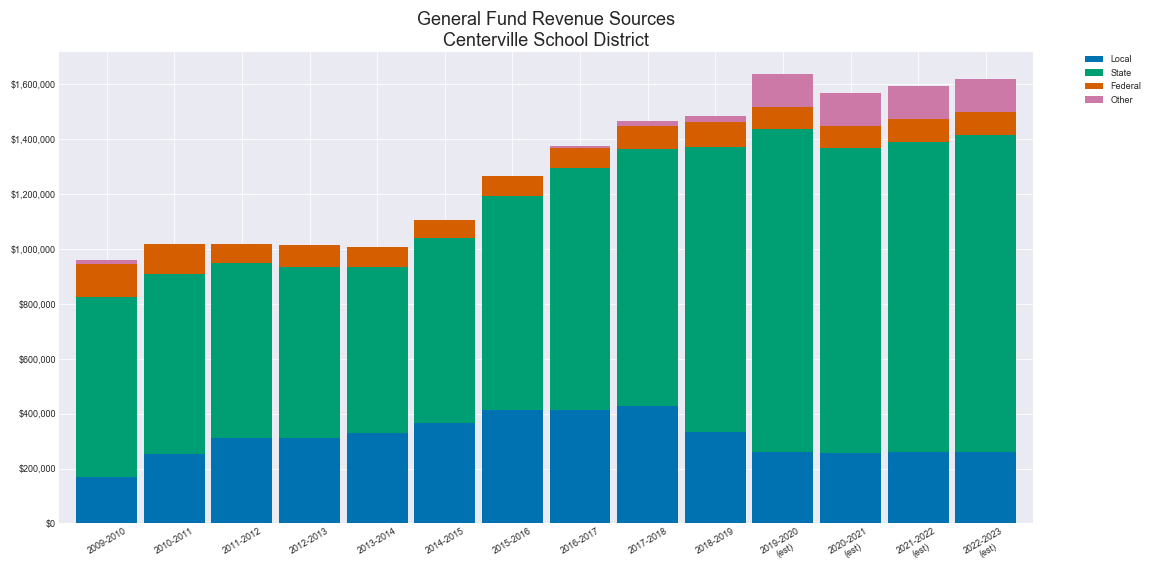 General Fund Revenue Sources
Centerville School District
Local
State
Federal
Other
$1,600,000
$1,400,000
$1,200,000
$1,000,000
$800,000
$600,000
$400,000
$200,000
$0
2009-2010
2010-2011
2011-2012
2012-2013
2013-2014
2014-2015
2015-2016
2016-2017
2017-2018
2018-2019
2019-2020
(est)
2020-2021
(est)
2021-2022
(est)
2022-2023
(est)